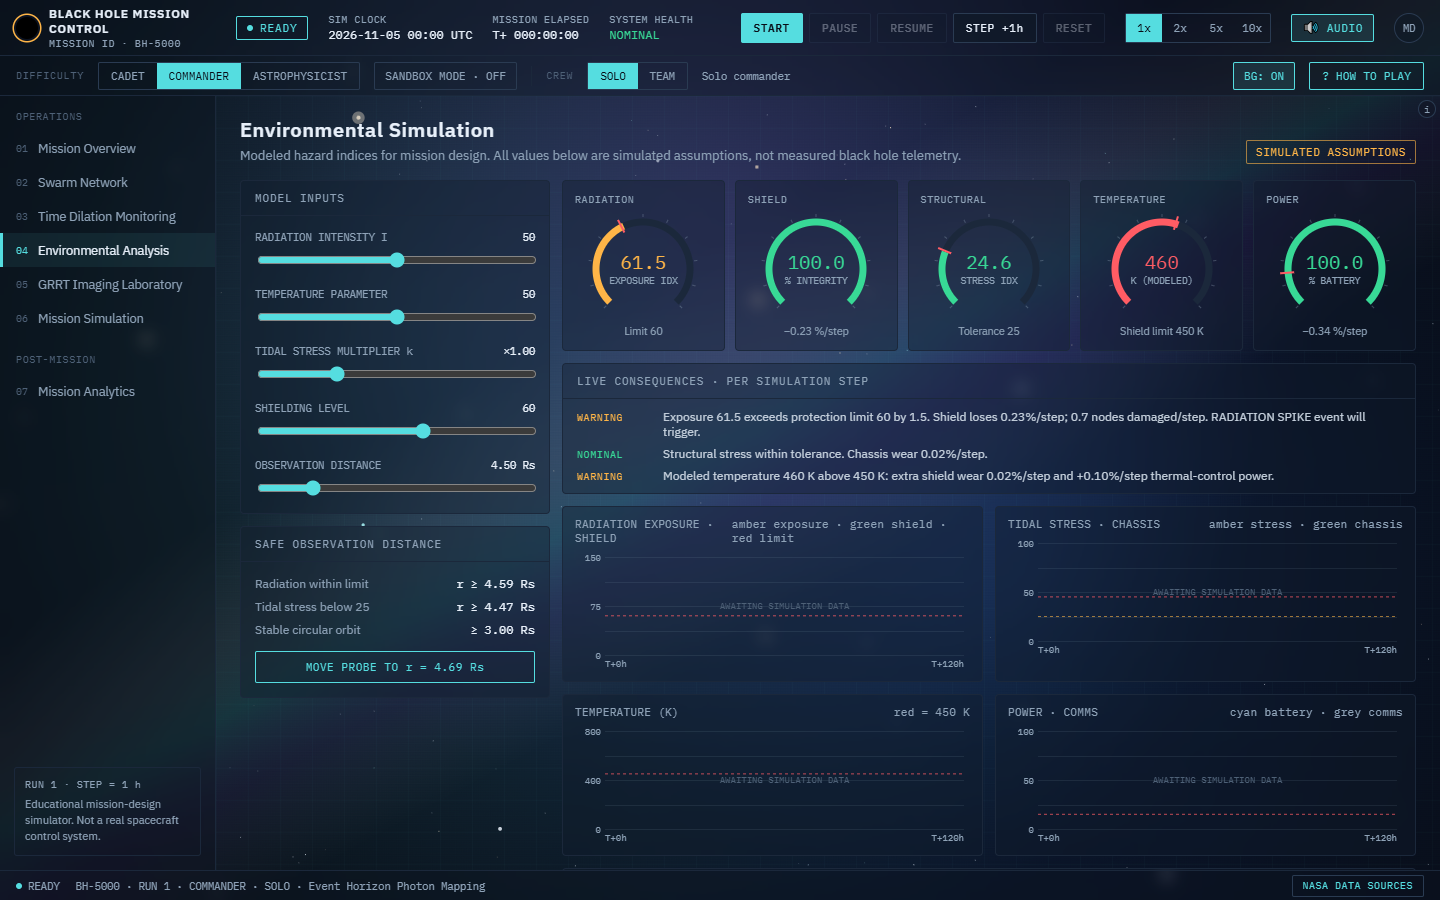 BLACK HOLE MISSION CONTROL
MISSION ID · BH-5000
READY
SIM CLOCK
2026-11-05 00:00 UTC
MISSION ELAPSED
T+ 000:00:00
SYSTEM HEALTH
NOMINAL
START
PAUSE
RESUME
STEP +1h
RESET
1x 2x 5x 10x
AUDIO
MD
DIFFICULTY
CADET
COMMANDER
ASTROPHYSICIST
SANDBOX MODE · OFF
CREW
SOLO
TEAM
Solo commander
BG: ON
? HOW TO PLAY
OPERATIONS
01 Mission Overview
02 Swarm Network
03 Time Dilation Monitoring
04 Environmental Analysis
05 GRRT Imaging Laboratory
06 Mission Simulation
POST-MISSION
07 Mission Analytics
RUN 1 · STEP = 1 h
Educational mission-design
simulator. Not a real spacecraft
control system.
i
Environmental Simulation
Modeled hazard indices for mission design. All values below are simulated assumptions, not measured black hole telemetry.
SIMULATED ASSUMPTIONS
MODEL INPUTS
RADIATION INTENSITY I 50
TEMPERATURE PARAMETER 50
TIDAL STRESS MULTIPLIER k ×1.00
SHIELDING LEVEL 60
OBSERVATION DISTANCE 4.50 Rs
SAFE OBSERVATION DISTANCE
Radiation within limit r ≥ 4.59 Rs
Tidal stress below 25 r ≥ 4.47 Rs
Stable circular orbit ≥ 3.00 Rs
MOVE PROBE TO r = 4.69 Rs
RADIATION
61.5
EXPOSURE IDX
Limit 60
SHIELD
100.0
% INTEGRITY
−0.23 %/step
STRUCTURAL
24.6
STRESS IDX
Tolerance 25
TEMPERATURE
460
K (MODELED)
Shield limit 450 K
POWER
100.0
% BATTERY
−0.34 %/step
LIVE CONSEQUENCES · PER SIMULATION STEP
WARNING Exposure 61.5 exceeds protection limit 60 by 1.5. Shield loses 0.23%/step; 0.7 nodes damaged/step. RADIATION SPIKE event will
trigger.
NOMINAL Structural stress within tolerance. Chassis wear 0.02%/step.
WARNING Modeled temperature 460 K above 450 K: extra shield wear 0.02%/step and +0.10%/step thermal-control power.
RADIATION EXPOSURE ·
SHIELD
amber exposure · green shield ·
red limit
150
75
AWAITING SIMULATION DATA
0
T+0h T+120h
TIDAL STRESS · CHASSIS amber stress · green chassis
100
50
AWAITING SIMULATION DATA
0
T+0h T+120h
TEMPERATURE (K) red = 450 K
800
400
AWAITING SIMULATION DATA
0
T+0h T+120h
POWER · COMMS cyan battery · grey comms
100
50
AWAITING SIMULATION DATA
0
T+0h T+120h
READY BH-5000 · RUN 1 · COMMANDER · SOLO · Event Horizon Photon Mapping
NASA DATA SOURCES